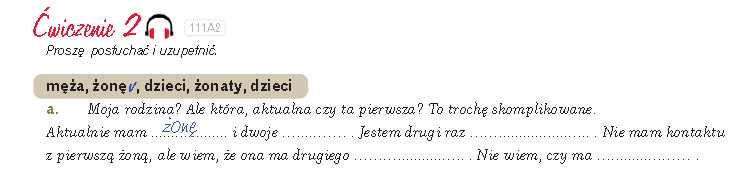 Ćwiczenie 2 111A2
Proszę posłuchać i uzupełnić.
męża, żonę, dzieci, żonaty, dzieci
a. Moja rodzina? Ale która, aktualna czy ta pierwsza? To trochę skomplikowane.
Aktualnie mam żonę i dwoje .............. . Jestem drugi raz .......................... . Nie mam kontaktu
z pierwszą żoną, ale wiem, że ona ma drugiego ........................ . Nie wiem, czy ma .................... .